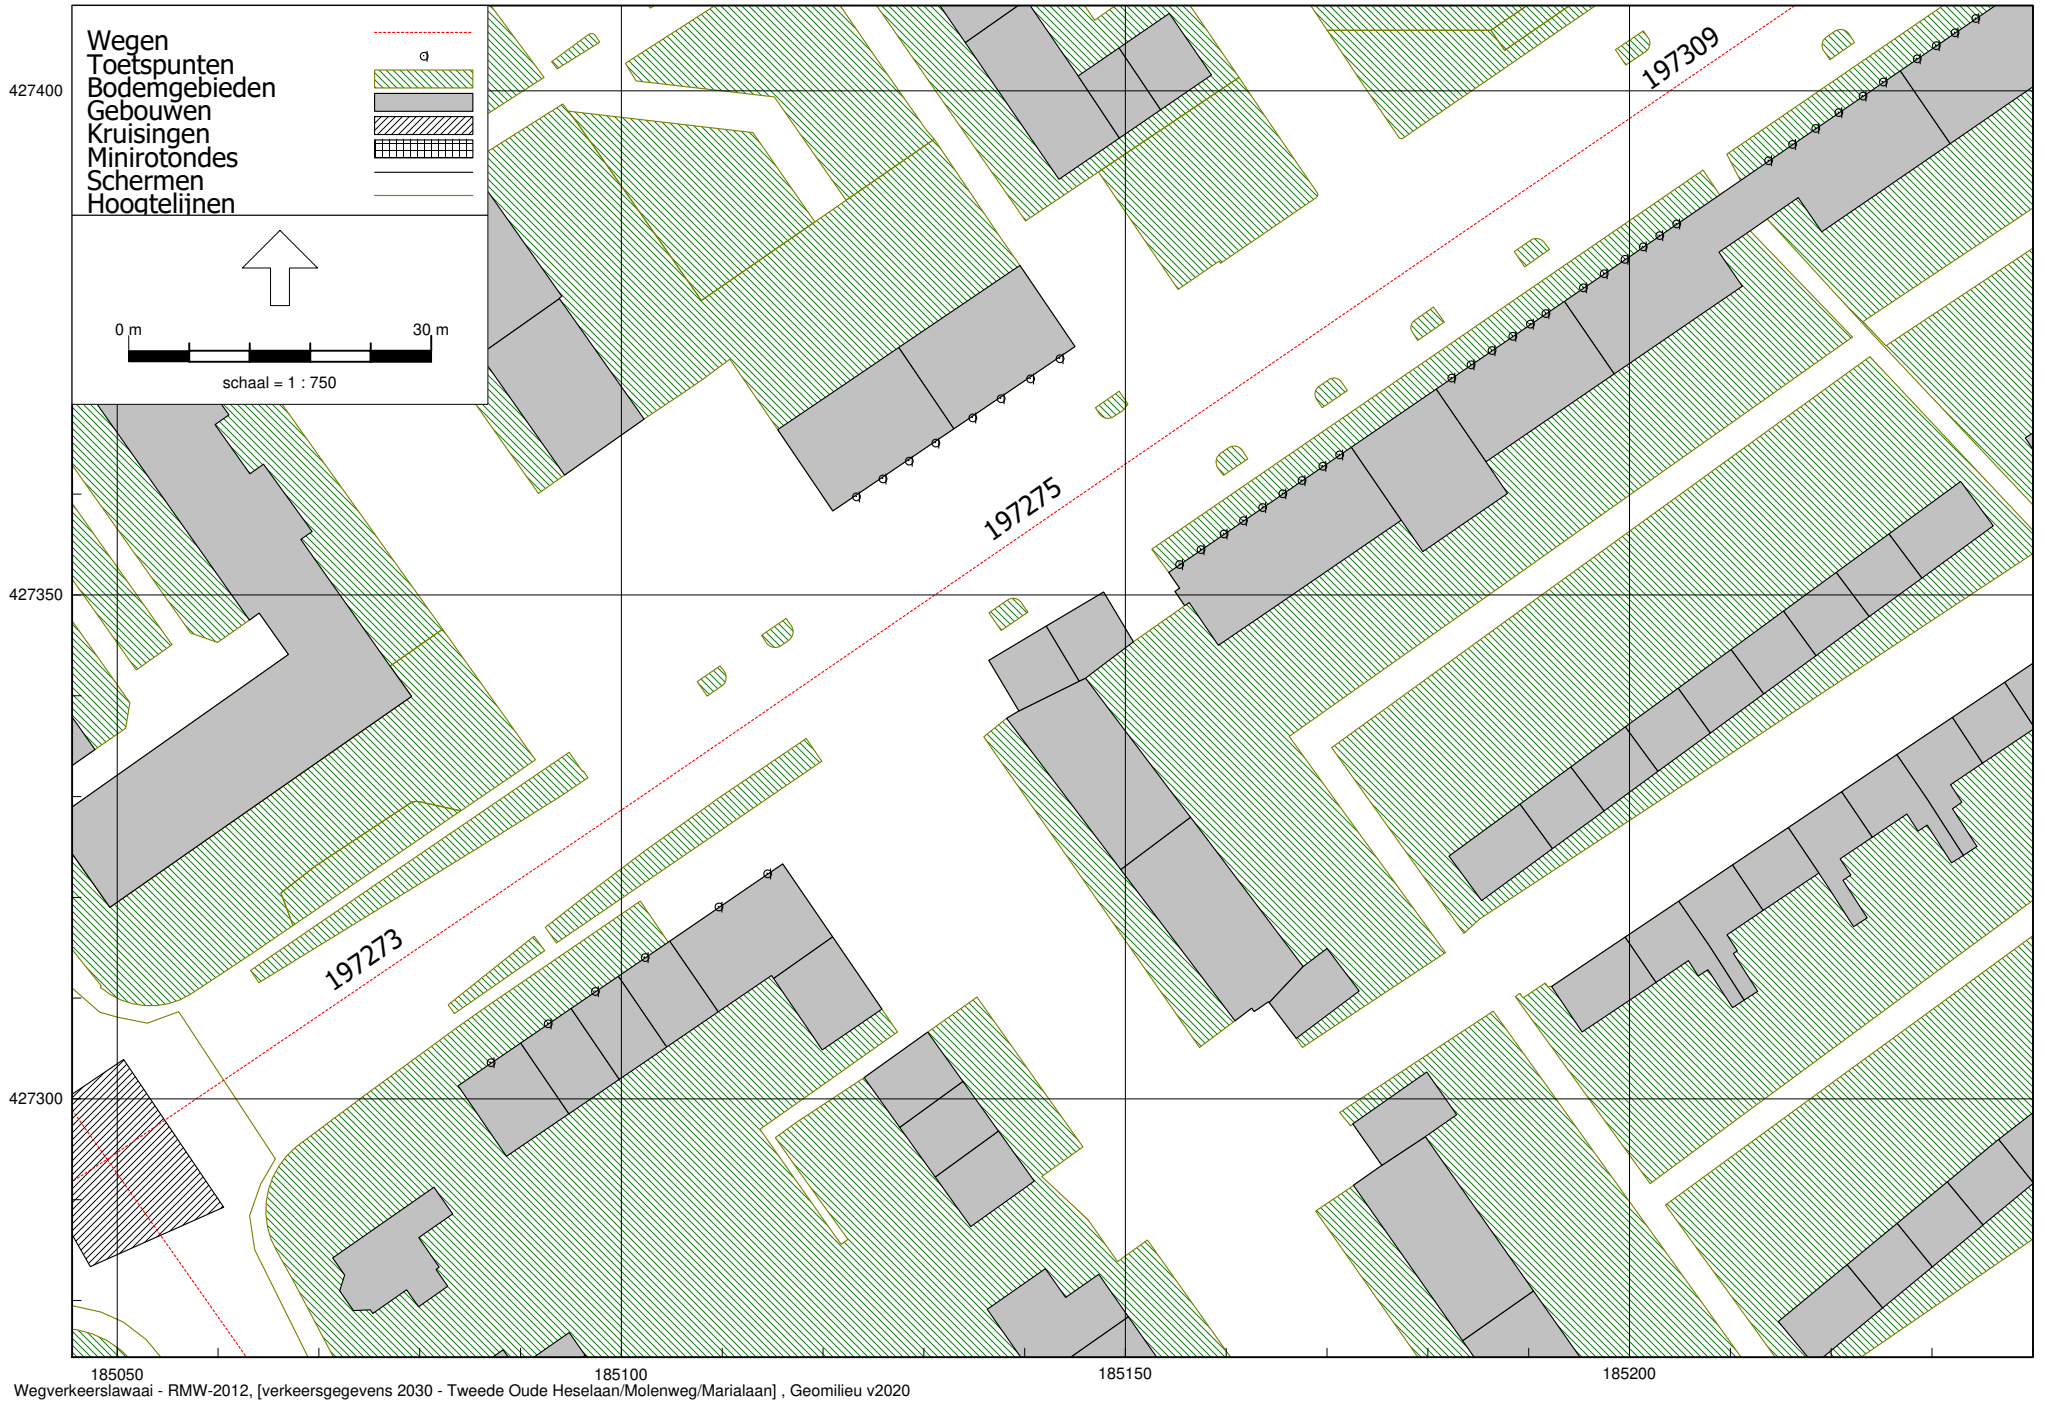 Wegen
Toetspunten
Bodemgebieden
Gebouwen
Kruisingen
Minirotondes
Schermen
Hoogtelijnen
0 m 30 m
schaal = 1 : 750
197309
427400
197275
427350
197273
427300
185050 185100 185150 185200
Wegverkeerslawaai - RMW-2012, [verkeersgegevens 2030 - Tweede Oude Heselaan/Molenweg/Marialaan] , Geomilieu v2020